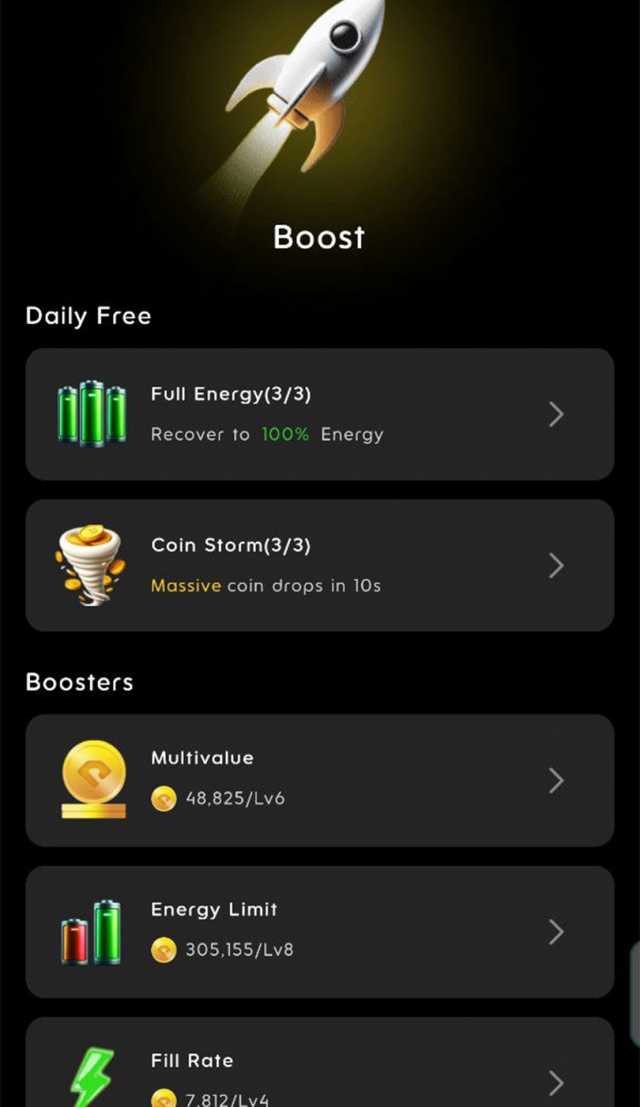 Boost
Daily Free
Full Energy(3/3)
Recover to 100% Energy
Coin Storm(3/3)
Massive coin drops in 10s
Boosters
Multivalue
48,825/Lv6
Energy Limit
305,155/Lv8
Fill Rate
7,812/Lv4